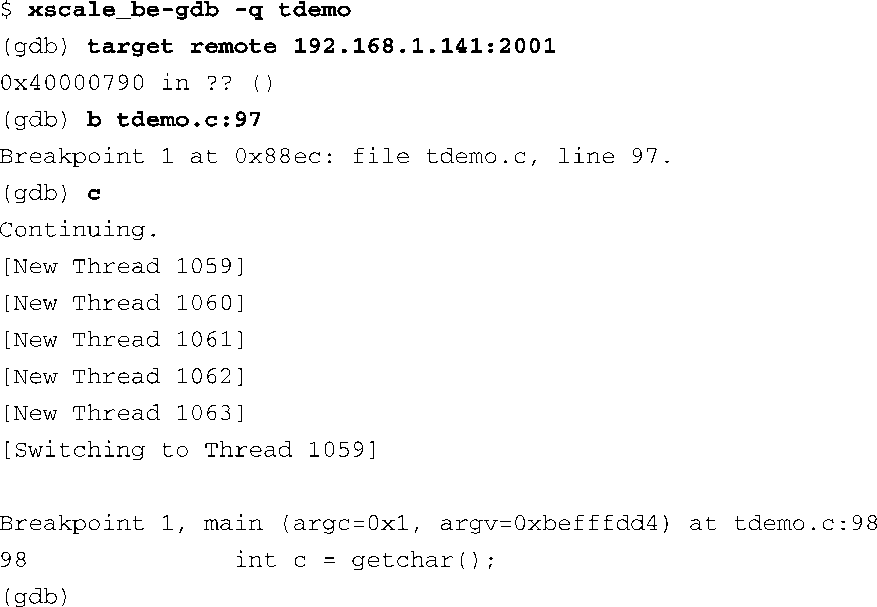 $ xscale_be-gdb -q tdemo
(gdb) target remote 192.168.1.141:2001
0x40000790 in ?? ()
(gdb) b tdemo.c:97
Breakpoint 1 at 0x88ec: file tdemo.c, line 97.
(gdb) c
Continuing.
[New Thread 1059]
[New Thread 1060]
[New Thread 1061]
[New Thread 1062]
[New Thread 1063]
[Switching to Thread 1059]
Breakpoint 1, main (argc=0x1, argv=0xbefffdd4) at tdemo.c:98
98              int c = getchar();
(gdb)